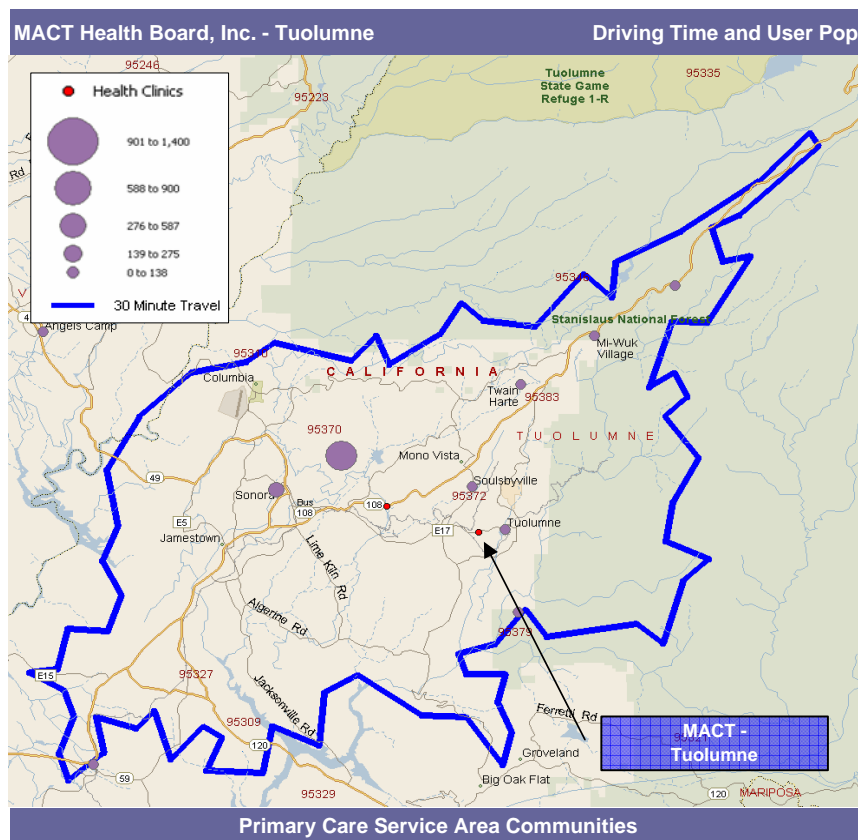 MACT Health Board, Inc. - Tuolumne
Driving Time and User Pop
95246
Tuolumne
State Game
Refuge 1-R
95335
95223
Health Clinics
901 to 1,400
588 to 900
276 to 587
139 to 275
0 to 138
30 Minute Travel
Rd
V
4
Angels Camp
Stanislaus National Forest
Mi-Wuk
Village
Columbia
CALIFORNIA
Twain
Harte
95383
95370
TUOLUMNE
Mono Vista
49
Soulsbyville
95372
Sonora
Bus
108
108
E5
E17
Tuolumne
Jamestown
Lime Kiln Rd
Algerine Rd
95379
E15
95327
Jacksonville Rd
95309
Ferretti Rd
MACT -
Tuolumne
120
Groveland
59
Big Oak Flat
95329
120
MARIPOSA
Primary Care Service Area Communities